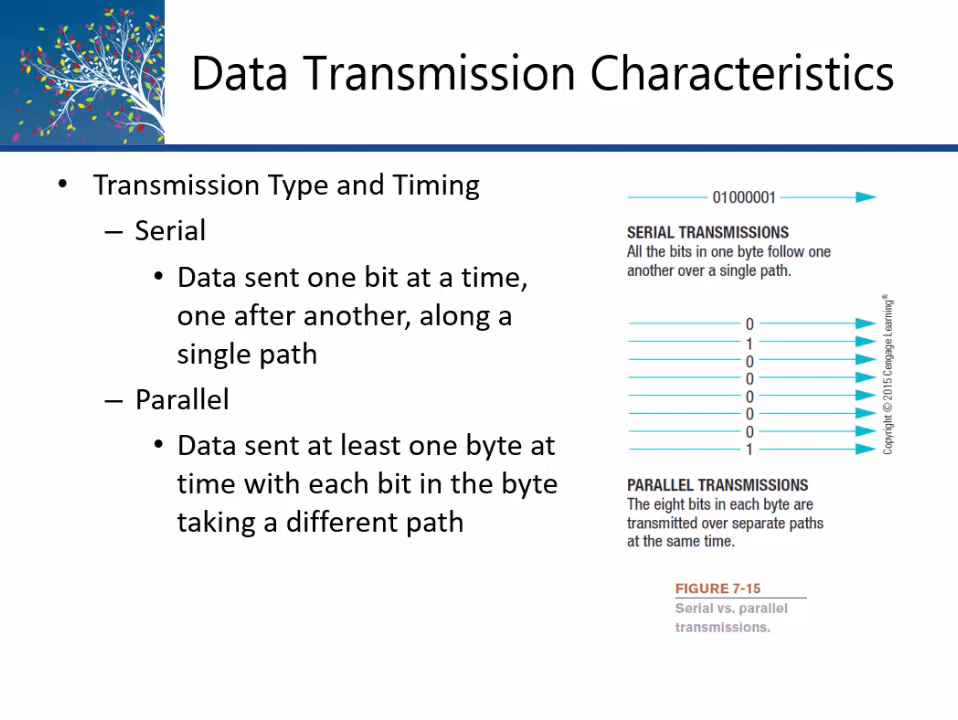 Data Transmission Characteristics
• Transmission Type and Timing
– Serial
• Data sent one bit at a time,
one after another, along a
single path
– Parallel
• Data sent at least one byte at
time with each bit in the byte
taking a different path
01000001
SERIAL TRANSMISSIONS
All the bits in one byte follow one
another over a single path.
0
1
0
0
0
0
0
1
Copyright © 2015 Cengage Learning®
PARALLEL TRANSMISSIONS
The eight bits in each byte are
transmitted over separate paths
at the same time.
FIGURE 7-15
Serial vs. parallel
transmissions.